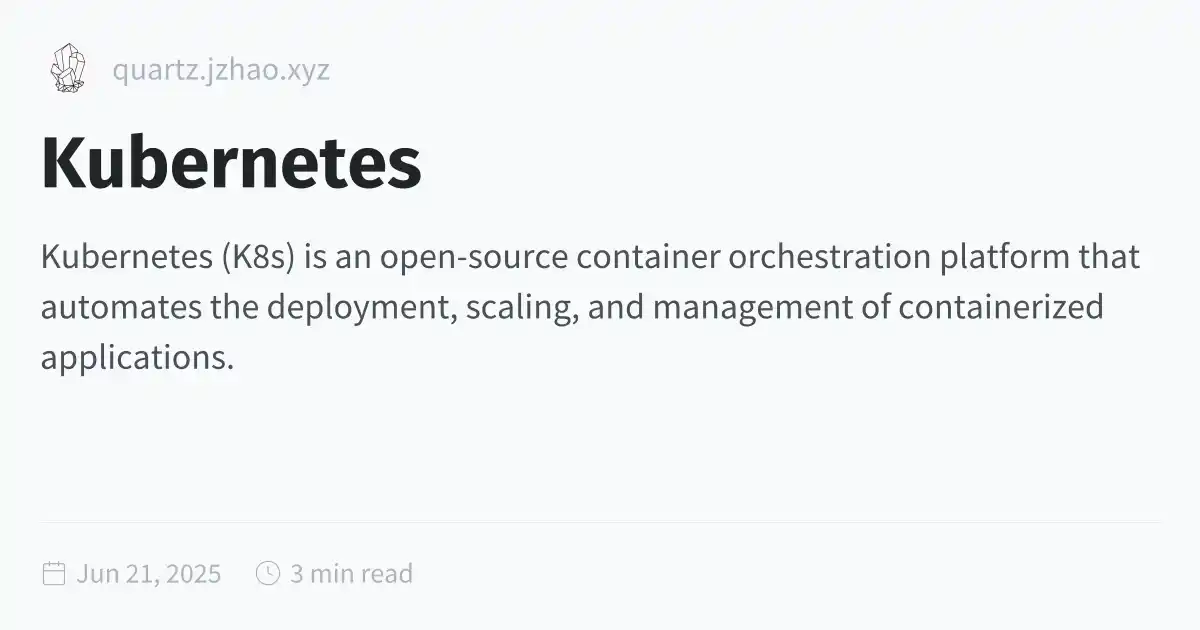 quartz.jzhao.xyz
Kubernetes
Kubernetes (K8s) is an open-source container orchestration platform that
automates the deployment, scaling, and management of containerized
applications.
Jun 21, 2025 3 min read